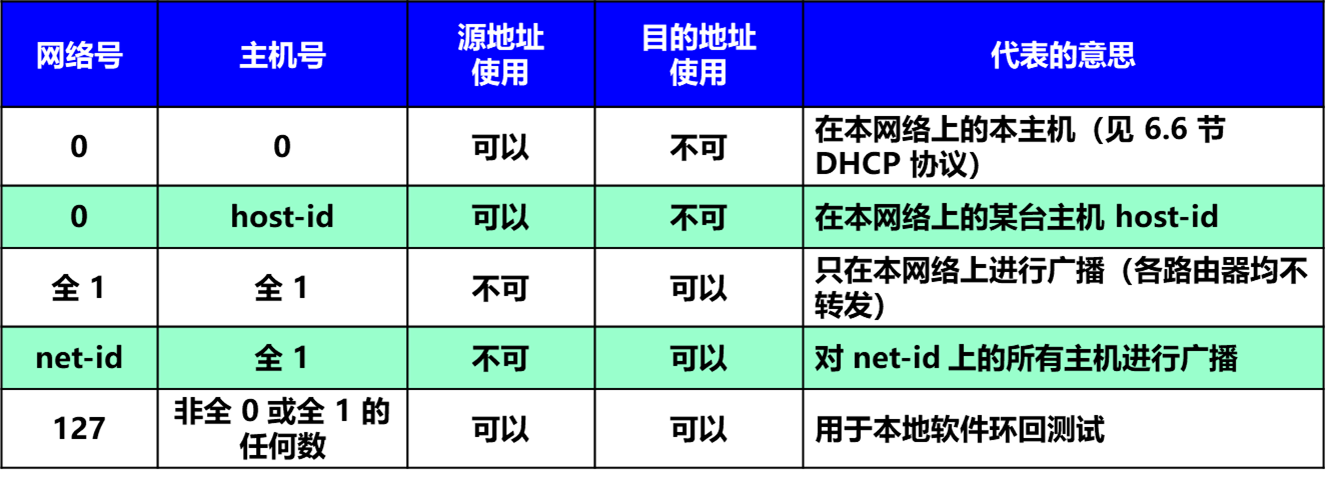 网络号
主机号
源地址
使用
目的地址
使用
代表的意思
0
0
可以
不可
在本网络上的本主机（见 6.6 节
DHCP 协议）
0
host-id
可以
不可
在本网络上的某台主机 host-id
全 1
全 1
不可
可以
只在本网络上进行广播（各路由器均不
转发）
net-id
全 1
不可
可以
对 net-id 上的所有主机进行广播
127
非全 0 或全 1 的
任何数
可以
可以
用于本地软件环回测试